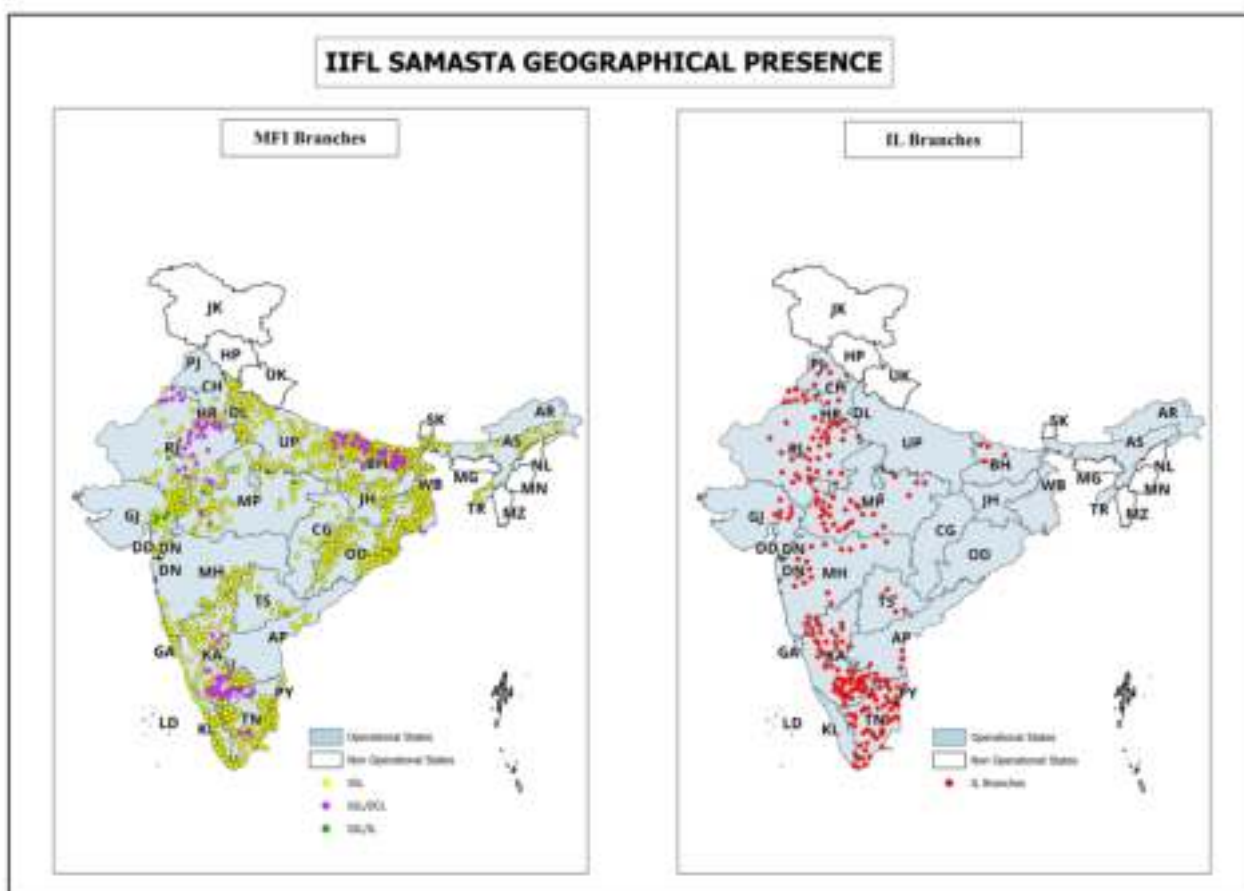 IIFL SAMASTA GEOGRAPHICAL PRESENCE
MFI Branches
JK
HP
PJ
UK
CH
HR
DL
SK
AR
RJ
UP
AS
BH
NL
MG
WB
MN
MP
JH
TR
MZ
GJ
CG
DD
DN
OD
DN
MH
TS
AP
GA
KA
PY
AN
LD
KL
TN
Operational States
Non Operational States
IL Branches
JK
HP
PJ
UK
CH
HR
DL
SK
AR
RJ
UP
AS
BH
NL
MG
WB
MN
MP
JH
TR
MZ
GJ
CG
DD
DN
OD
DN
MH
TS
AP
GA
KA
PY
AN
LD
KL
TN
Operational States
Non Operational States
IL Branches